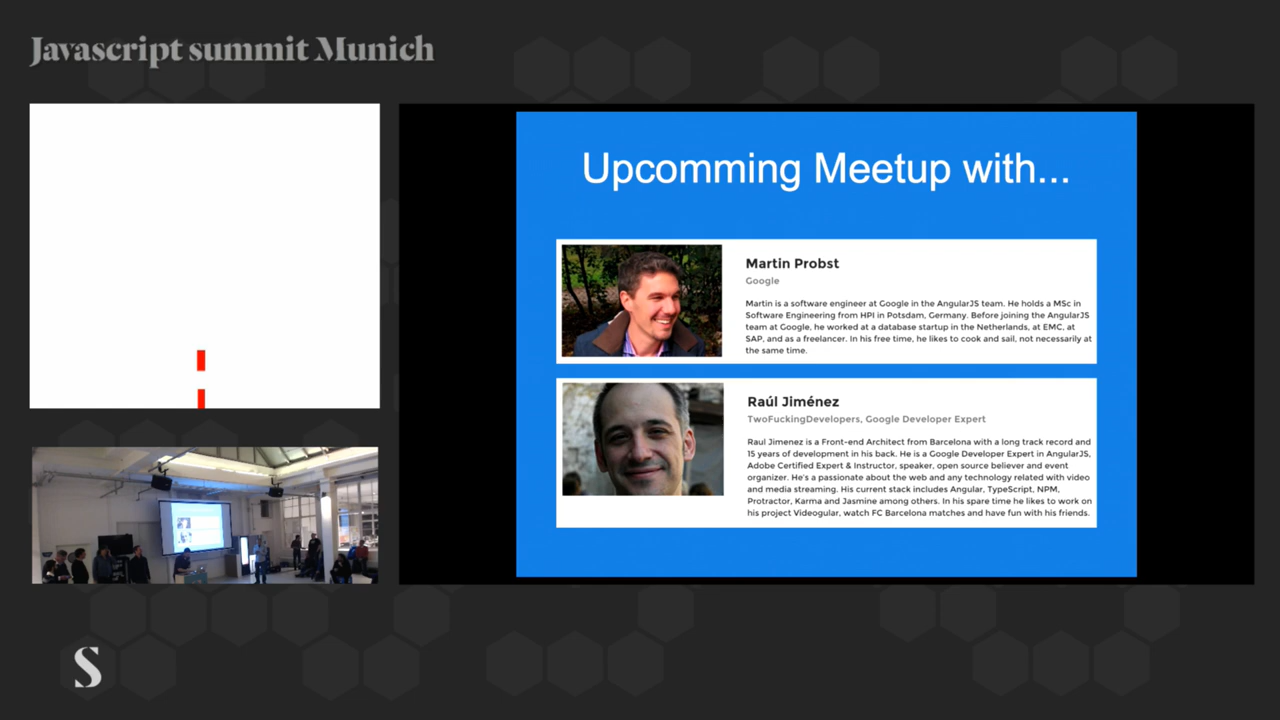 Javascript summit Munich
Upcomming Meetup with...
Martin Probst
Google
Martin is a software engineer at Google in the AngularJS team. He holds a MSc in
Software Engineering from HPI in Potsdam, Germany. Before joining the AngularJS
team at Google, he worked at a database startup in the Netherlands, at EMC, at
SAP, and as a freelancer. In his free time, he likes to cook and sail, not necessarily at
the same time.
Raúl Jiménez
TwoFuckingDevelopers, Google Developer Expert
Raul Jimenez is a Front-end Architect from Barcelona with a long track record and
15 years of development in his back. He is a Google Developer Expert in AngularJS,
Adobe Certified Expert & Instructor, speaker, open source believer and event
organizer. He's a passionate about the web and any technology related with video
and media streaming. His current stack includes Angular, TypeScript, NPM,
Protractor, Karma and Jasmine among others. In his spare time he likes to work on
his project Videogular, watch FC Barcelona matches and have fun with his friends.
S